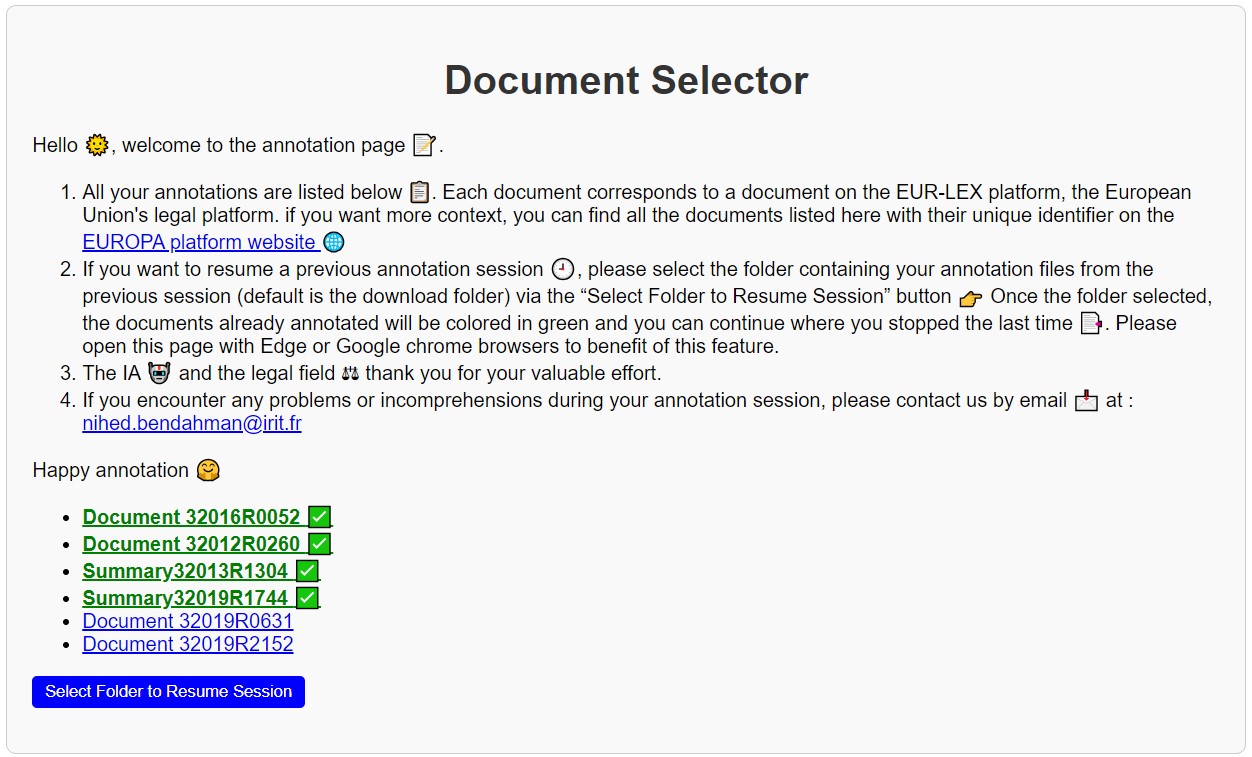 Document Selector
Hello 🌞, welcome to the annotation page 📝.
1. All your annotations are listed below 📋. Each document corresponds to a document on the EUR-LEX platform, the European
Union's legal platform. if you want more context, you can find all the documents listed here with their unique identifier on the
EUROPA platform website 🌐
2. If you want to resume a previous annotation session 🕘, please select the folder containing your annotation files from the
previous session (default is the download folder) via the “Select Folder to Resume Session” button 👉 Once the folder selected,
the documents already annotated will be colored in green and you can continue where you stopped the last time 📑. Please
open this page with Edge or Google chrome browsers to benefit of this feature.
3. The IA 🤖 and the legal field ⚖ thank you for your valuable effort.
4. If you encounter any problems or incomprehensions during your annotation session, please contact us by email 📩 at :
nihed.bendahman@irit.fr
Happy annotation 🤗
• Document 32016R0052 ✅
• Document 32012R0260 ✅
• Summary32013R1304 ✅
• Summary32019R1744 ✅
• Document 32019R0631
• Document 32019R2152
Select Folder to Resume Session